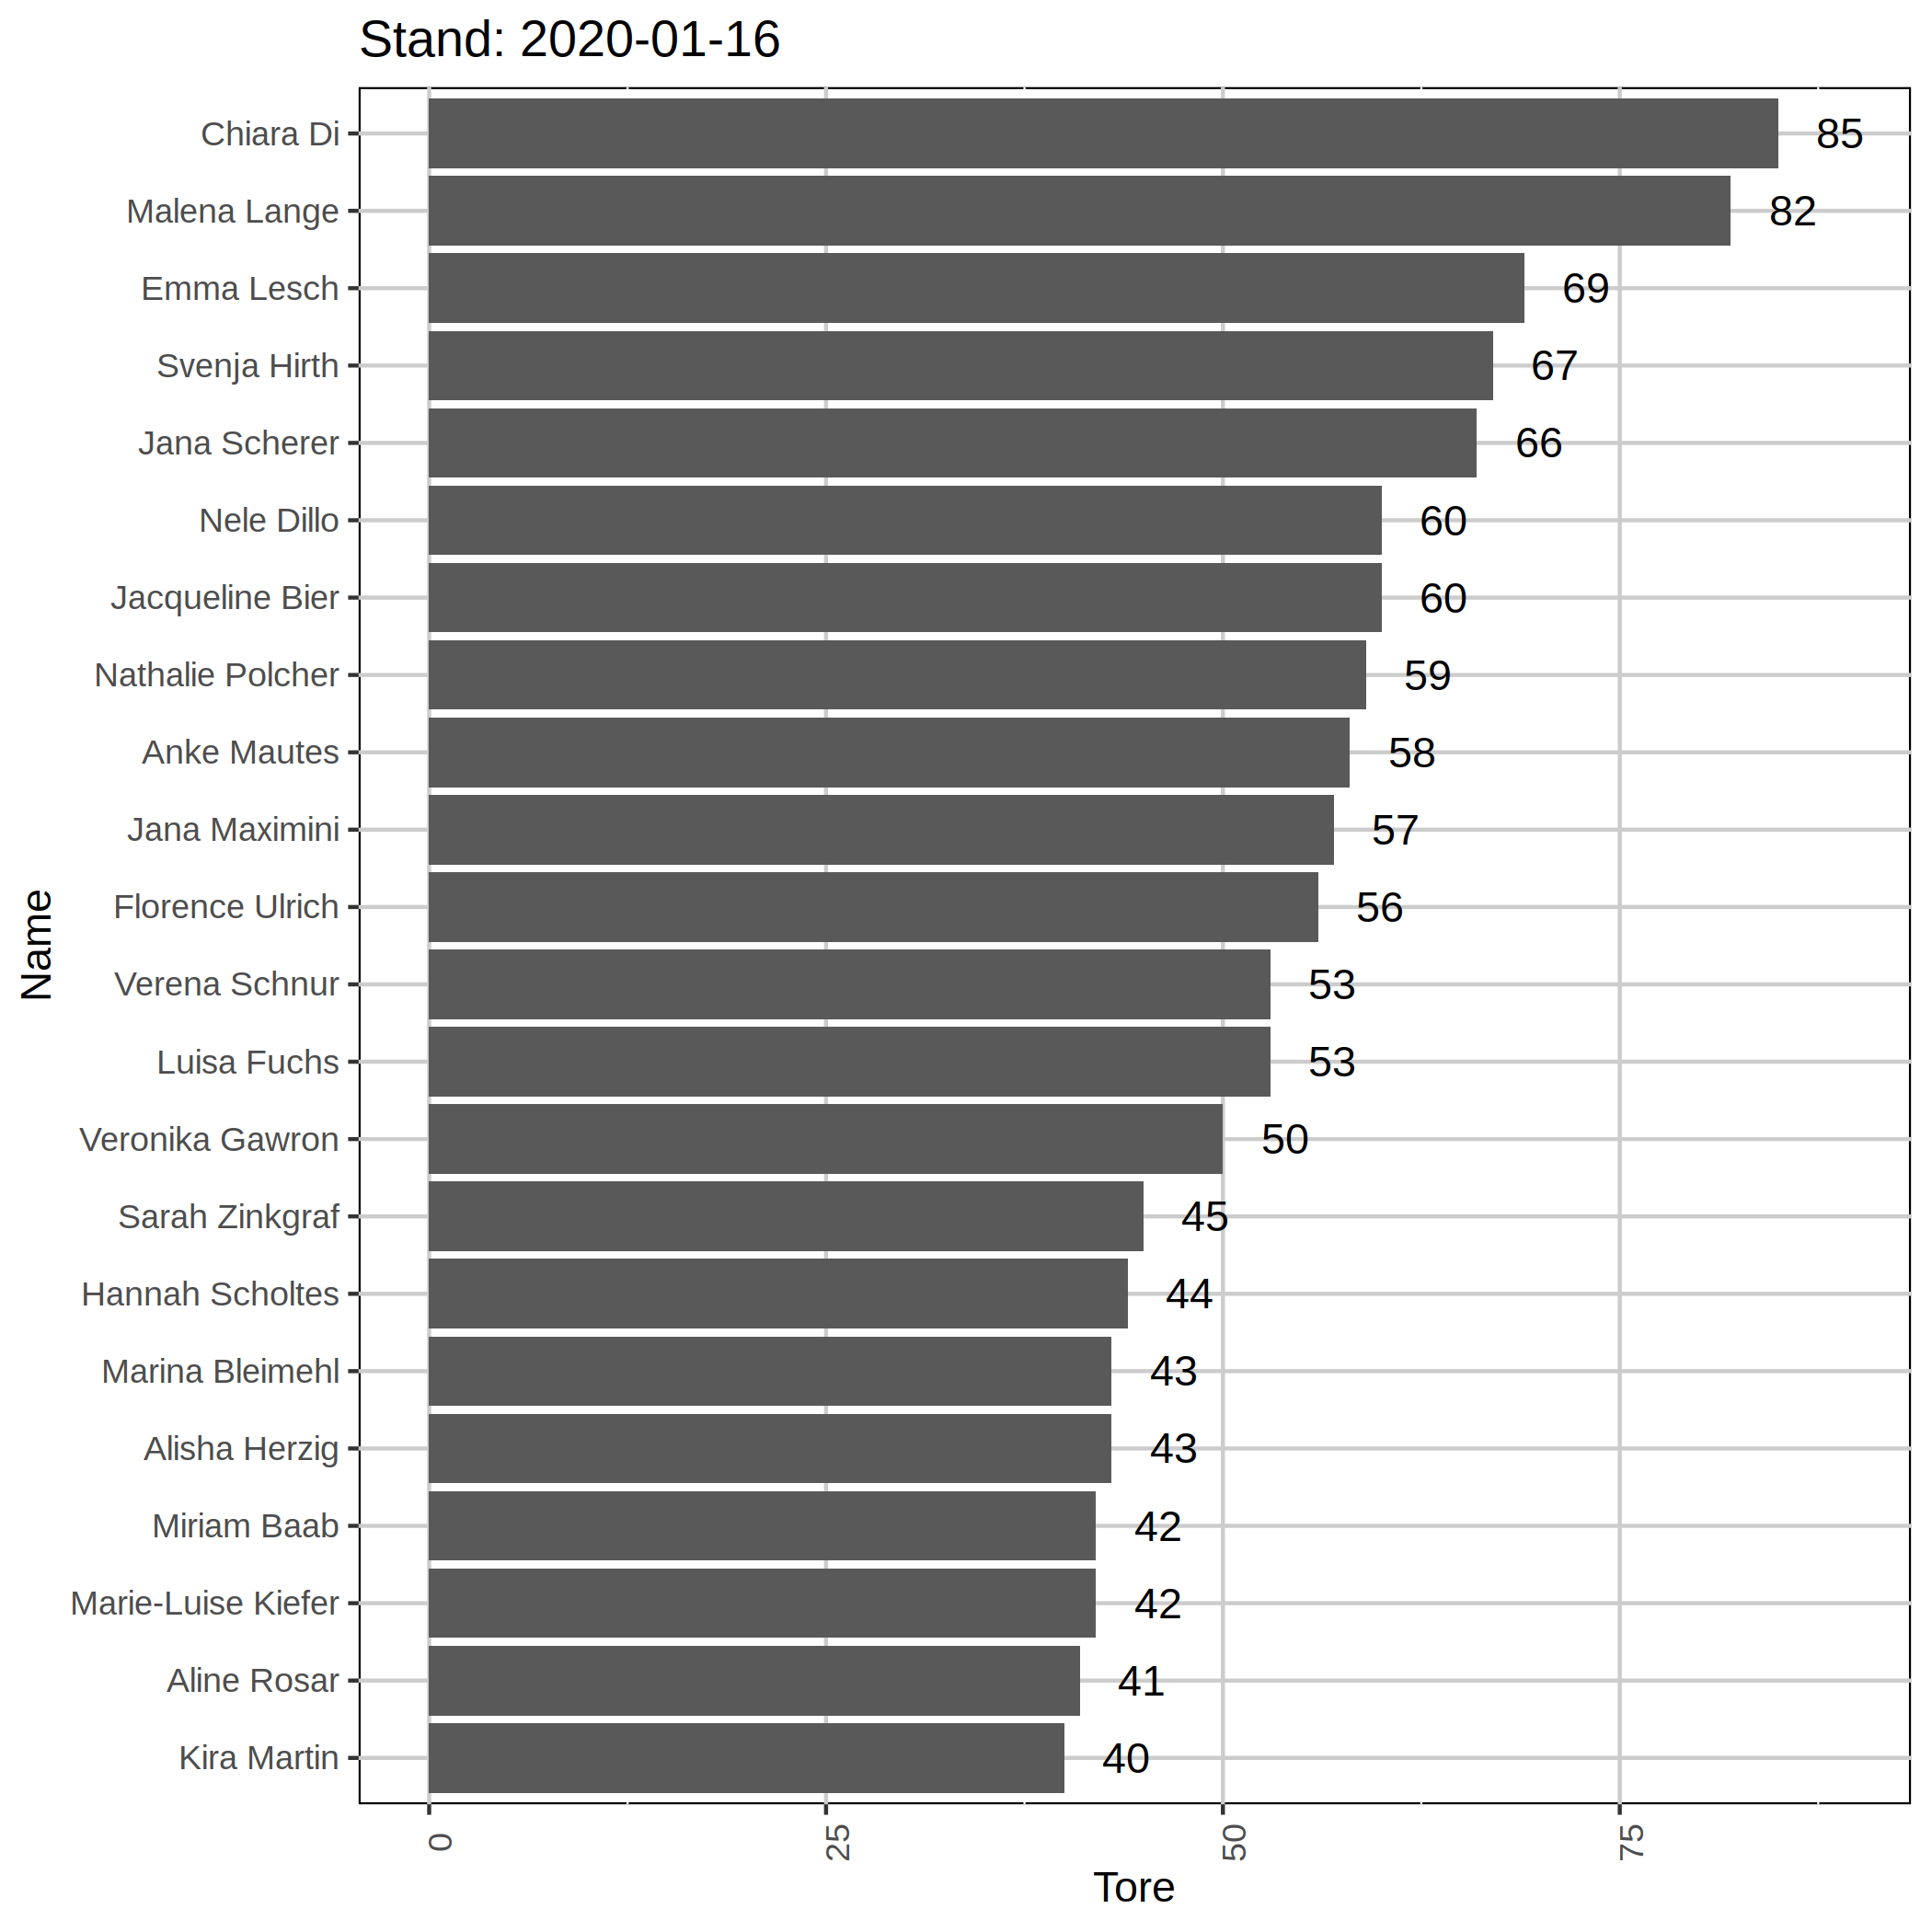 Stand: 2020-01-16
Chiara Di 85
Malena Lange 82
Emma Lesch 69
Svenja Hirth 67
Jana Scherer 66
Nele Dillo 60
Jacqueline Bier 60
Nathalie Polcher 59
Anke Mautes 58
Jana Maximini 57
Florence Ulrich 56
Verena Schnur 53
Luisa Fuchs 53
Veronika Gawron 50
Sarah Zinkgraf 45
Hannah Scholtes 44
Marina Bleimehl 43
Alisha Herzig 43
Miriam Baab 42
Marie-Luise Kiefer 42
Aline Rosar 41
Kira Martin 40
Name
0 25 50 75
Tore